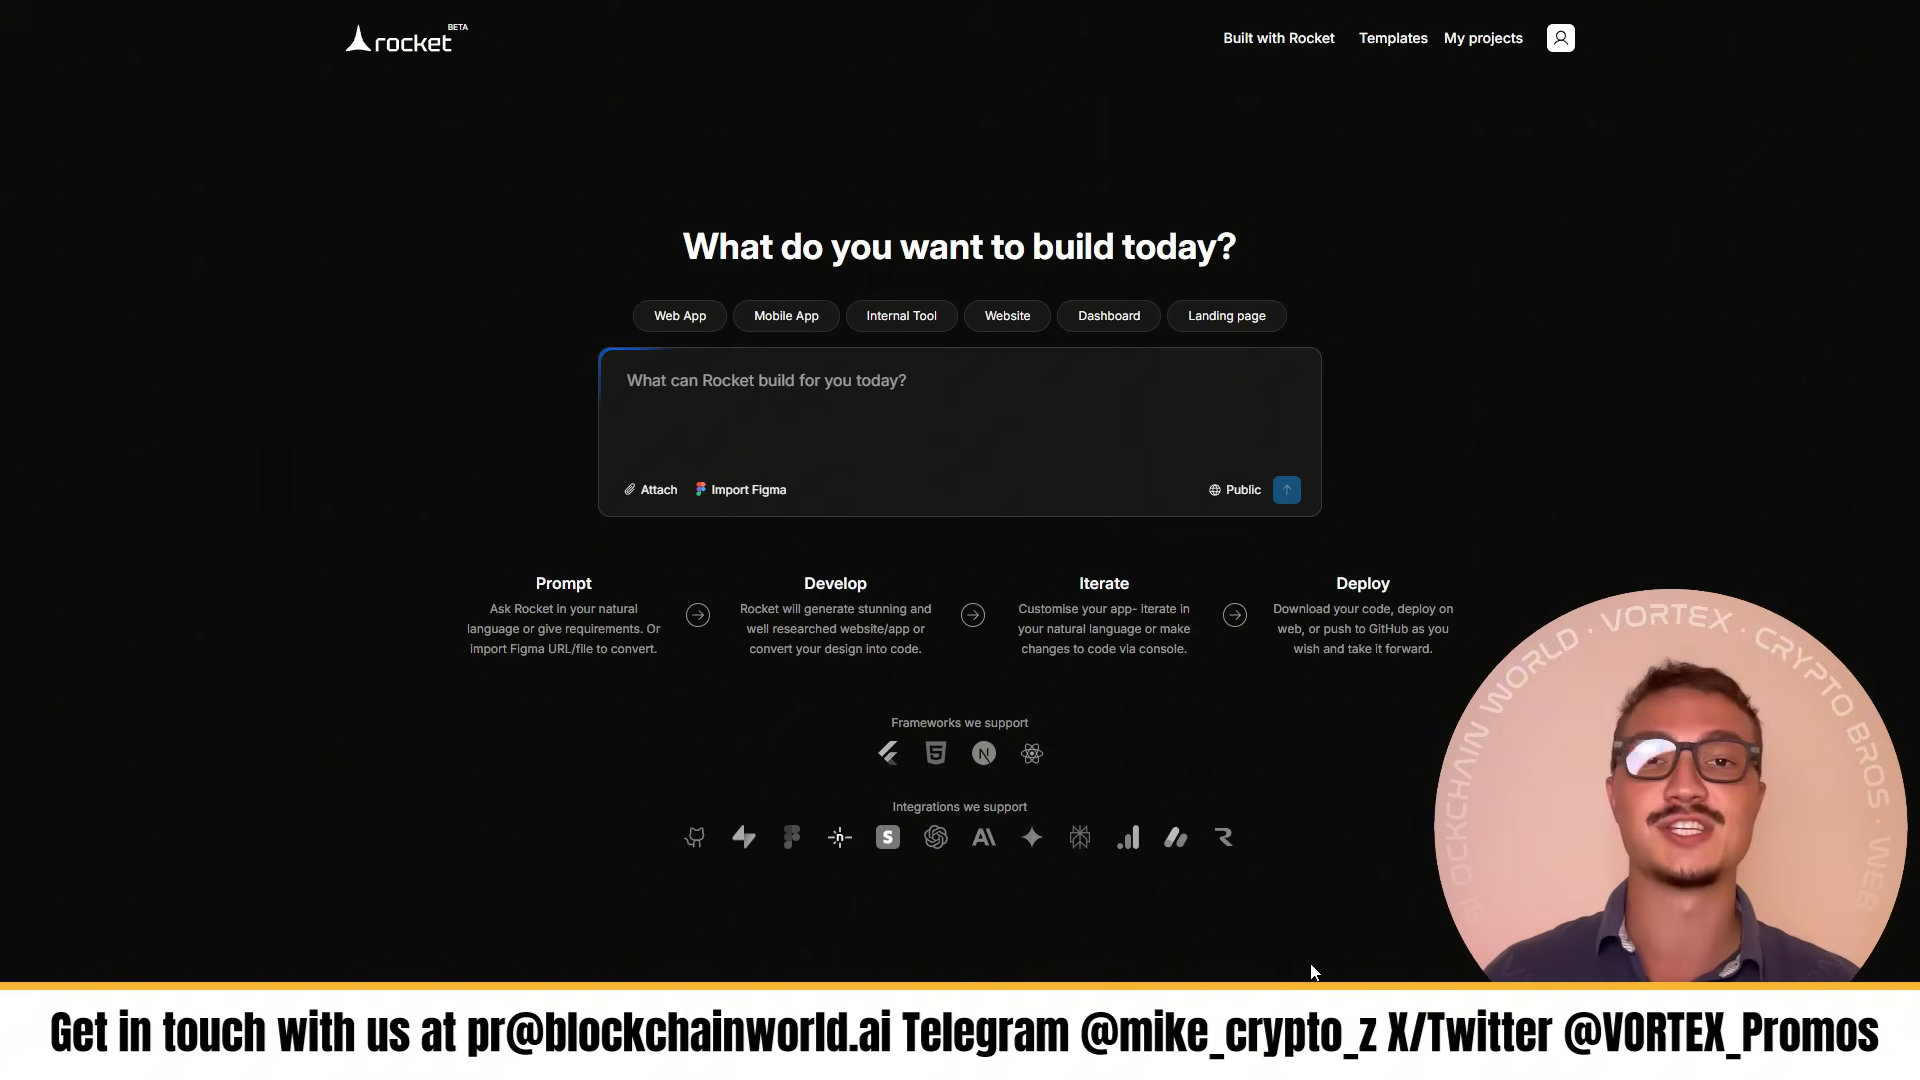 rocket BETA
Built with Rocket Templates My projects
What do you want to build today?
Web App Mobile App Internal Tool Website Dashboard Landing page
What can Rocket build for you today?
Attach Import Figma Public
Prompt
Ask Rocket in your natural
language or give requirements. Or
import Figma URL/file to convert.
Develop
Rocket will generate stunning and
well researched website/app or
convert your design into code.
Iterate
Customise your app- iterate in
your natural language or make
changes to code via console.
Deploy
Download your code, deploy on
web, or push to GitHub as you
wish and take it forward.
Frameworks we support
Integrations we support
BLOCKCHAIN WORLD · VORTEX · CRYPTO BROS · WEB
Get in touch with us at pr@blockchainworld.ai Telegram @mike_crypto_z X/Twitter @VORTEX_Promos